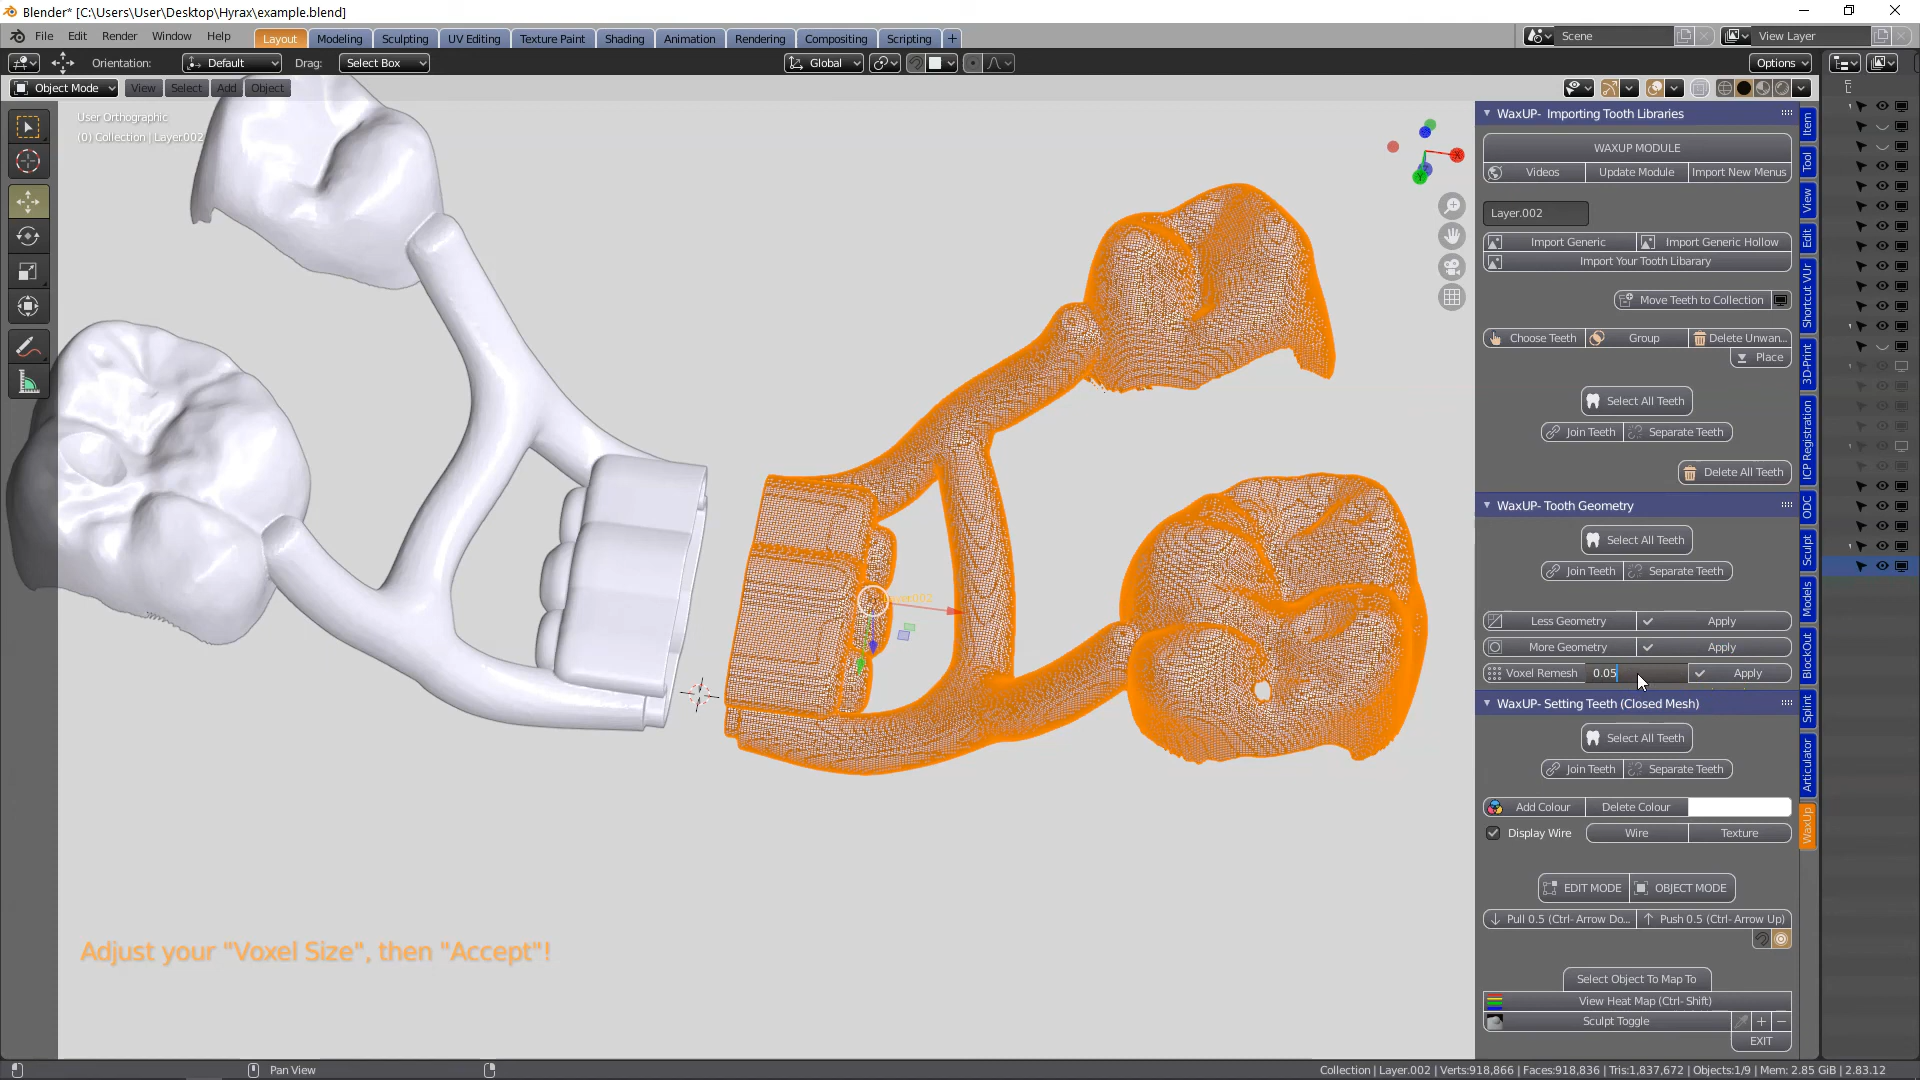 Blender* [C:\Users\User\Desktop\Hyrax\example.blend]
File Edit Render Window Help Layout Modeling Sculpting UV Editing Texture Paint Shading Animation Rendering Compositing Scripting + Scene View Layer
Orientation: Default Drag: Select Box Global Options
Object Mode View Select Add Object
User Orthographic
(0) Collection | Layer.002
X
Y
Layer.002
Adjust your "Voxel Size", then "Accept"!
WaxUP- Importing Tooth Libraries
WAXUP MODULE
Videos Update Module Import New Menus
Layer.002
Import Generic Import Generic Hollow
Import Your Tooth Libarary
Move Teeth to Collection
Choose Teeth Group Delete Unwan...
Place
Select All Teeth
Join Teeth Separate Teeth
Delete All Teeth
WaxUP- Tooth Geometry
Select All Teeth
Join Teeth Separate Teeth
Less Geometry Apply
More Geometry Apply
Voxel Remesh 0.05 Apply
WaxUP- Setting Teeth (Closed Mesh)
Select All Teeth
Join Teeth Separate Teeth
Add Colour Delete Colour
Display Wire Wire Texture
EDIT MODE OBJECT MODE
Pull 0.5 (Ctrl- Arrow Do... Push 0.5 (Ctrl- Arrow Up)
Select Object To Map To
View Heat Map (Ctrl- Shift)
Sculpt Toggle
EXIT
Item
Tool
View
Edit
Shortcut VUr
3D-Print
ICP Registration
ODC
Sculpt
Models
BlockOut
Splint
Articulator
WaxUp
Pan View
Collection | Layer.002 | Verts:918,866 | Faces:918,836 | Tris:1,837,672 | Objects:1/9 | Mem: 2.85 GiB | 2.83.12